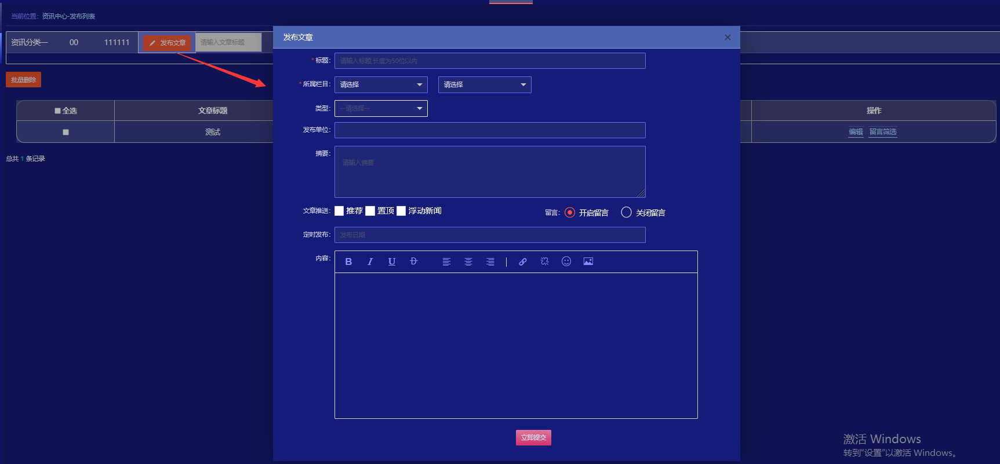 当前位置：资讯中心-发布列表
资讯分类一 00 111111 发布文章 请输入文章标题
批量删除
全选 文章标题 操作
测试 编辑 留言筛选
总共 1 条记录
发布文章
*标题: 请输入标题,长度为50位以内
*所属栏目: 请选择 请选择
类型: --请选择--
发布单位:
摘要: 请输入摘要
文章推送: 推荐 置顶 浮动新闻 留言: 开启留言 关闭留言
定时发布: 发布日期
内容: B I U D
立即提交
激活 Windows
转到“设置”以激活 Windows。